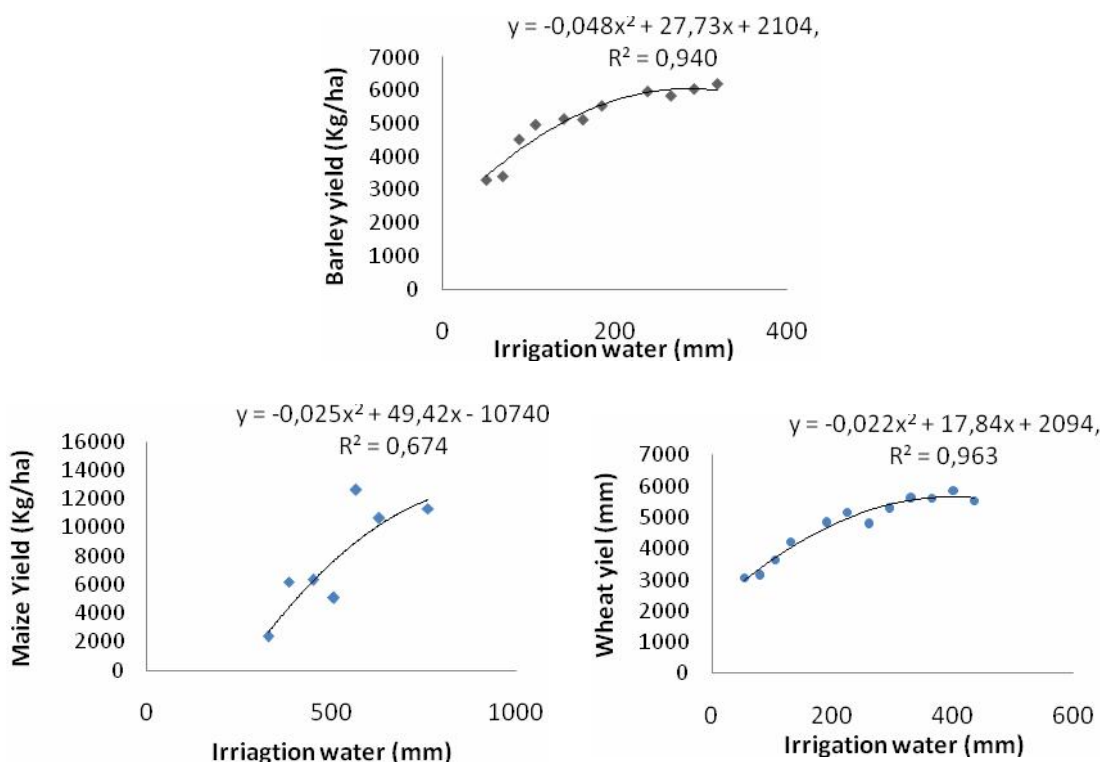 y = -0,048x² + 27,73x + 2104,
R² = 0,940
Barley yield (Kg/ha)
7000
6000
5000
4000
3000
2000
1000
0
0 200 400
Irrigation water (mm)
y = -0,025x² + 49,42x - 10740
R² = 0,674
Maize Yield (Kg/ha)
16000
14000
12000
10000
8000
6000
4000
2000
0
0 500 1000
Irriagtion water (mm)
y = -0,022x² + 17,84x + 2094,
R² = 0,963
Wheat yiel (mm)
7000
6000
5000
4000
3000
2000
1000
0
0 200 400 600
Irrigation water (mm)